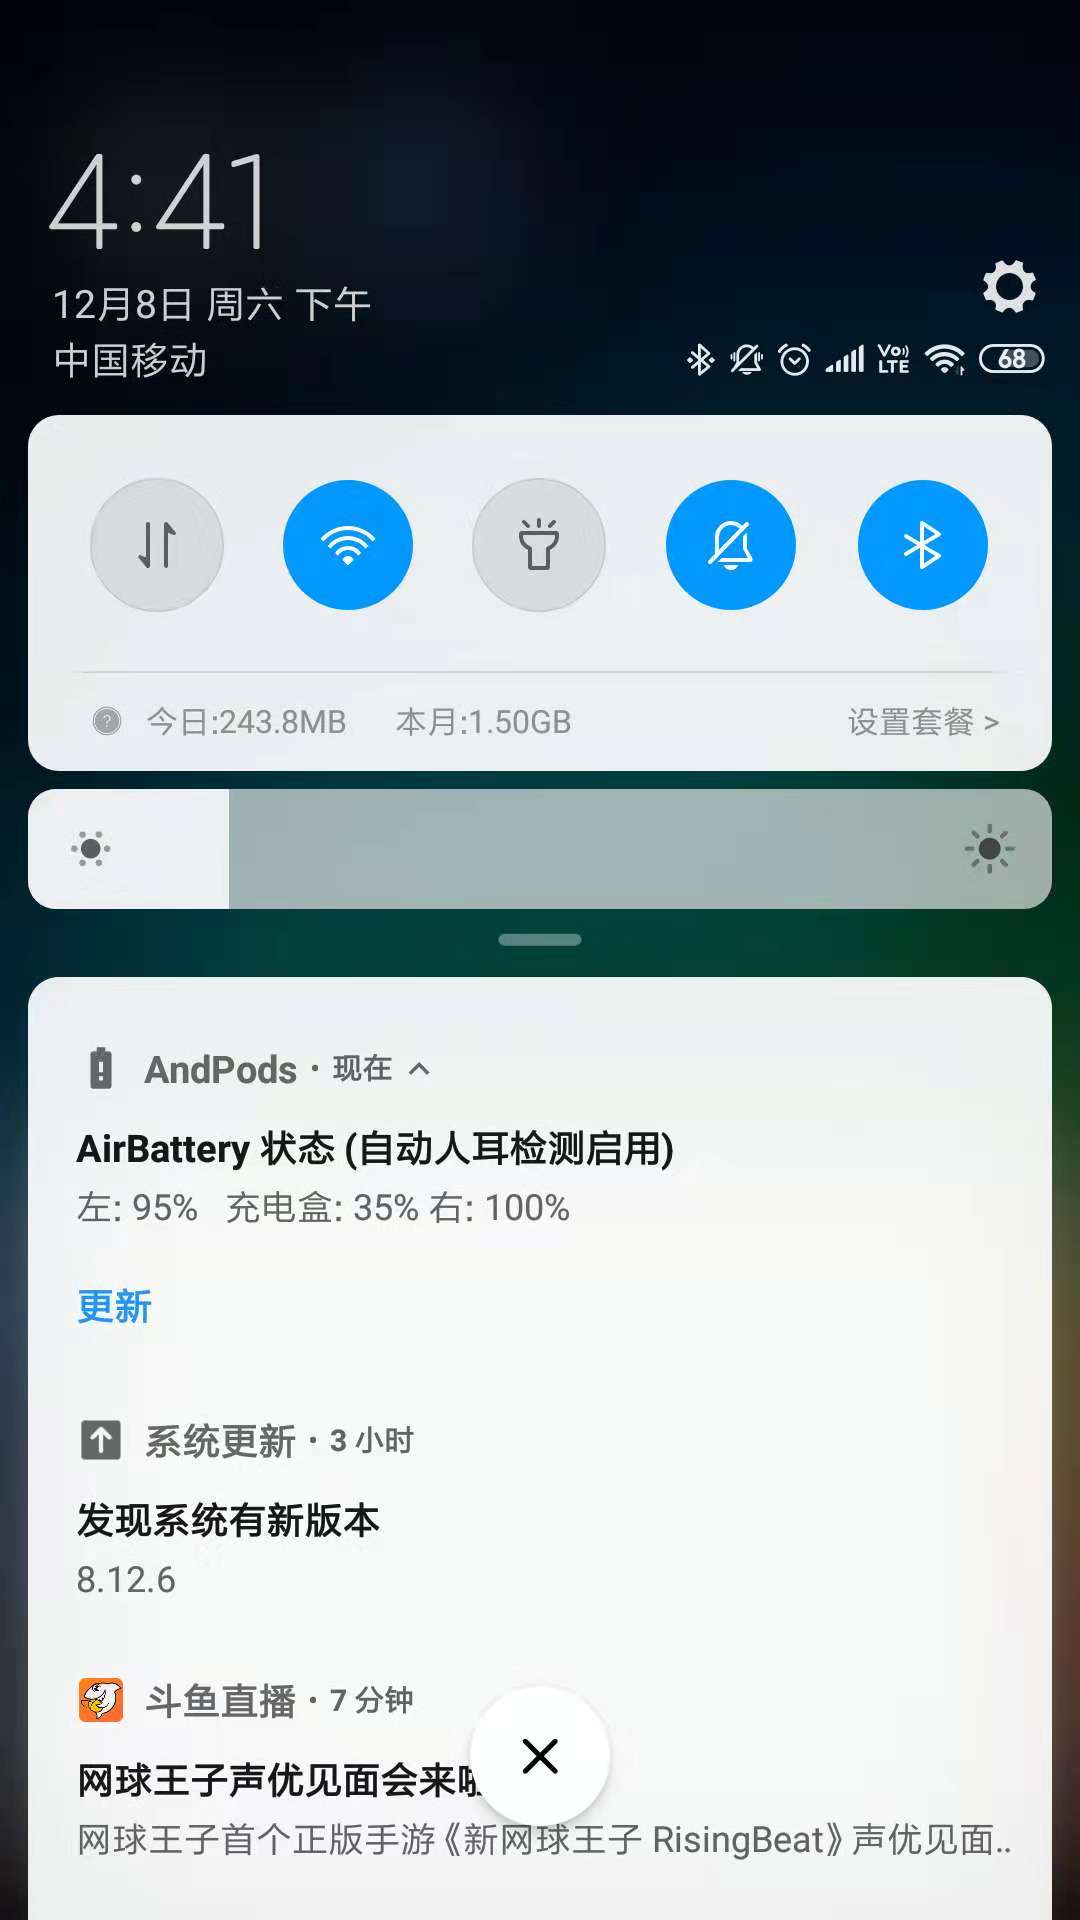 4:41
12月8日 周六 下午
中国移动
Vo)) LTE 68
今日:243.8MB 本月:1.50GB 设置套餐 >
AndPods · 现在
AirBattery 状态 (自动人耳检测启用)
左: 95% 充电盒: 35% 右: 100%
更新
系统更新 · 3 小时
发现系统有新版本
8.12.6
斗鱼直播 · 7 分钟
网球王子声优见面会来啦
网球王子首个正版手游《新网球王子 RisingBeat》声优见面..